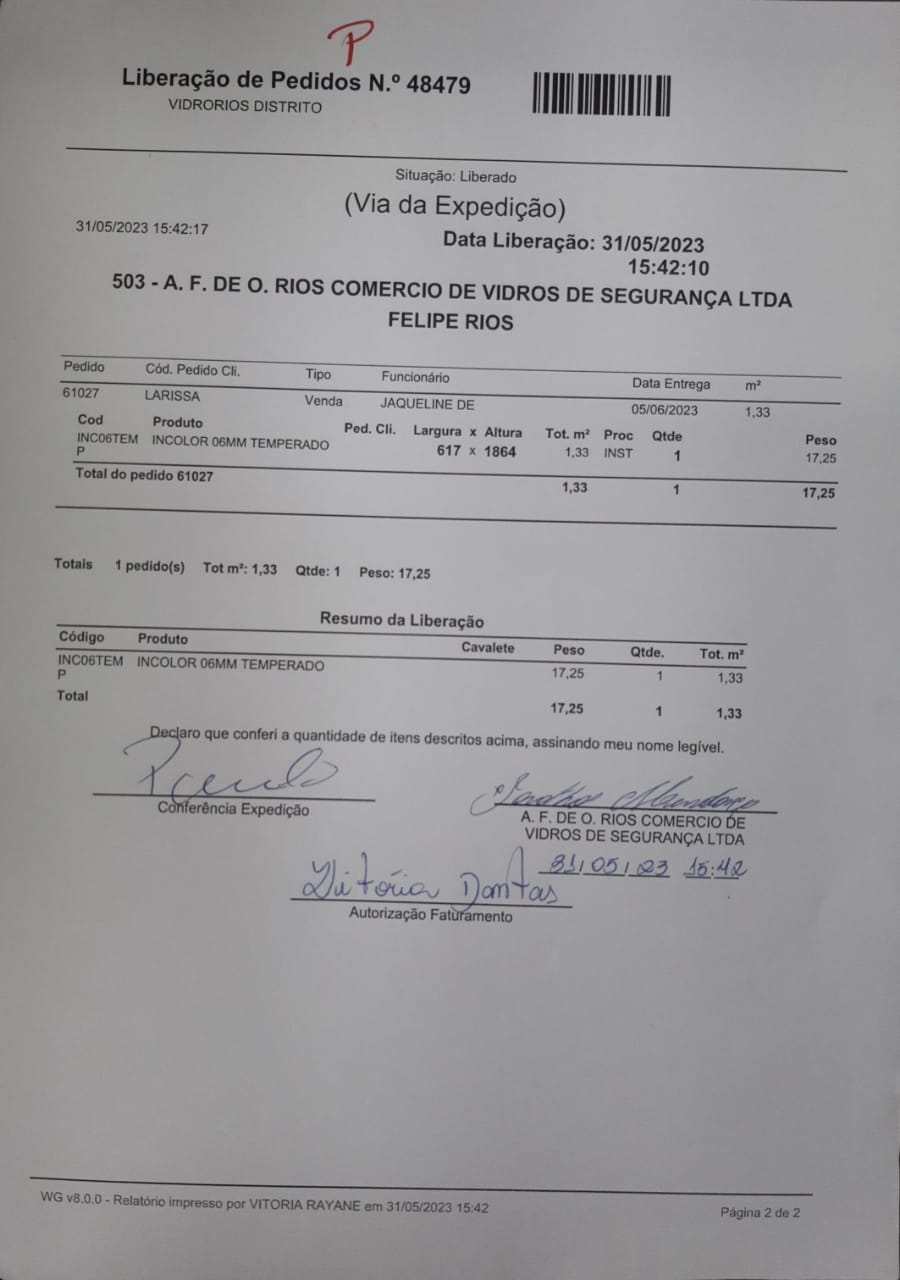 P
Liberação de Pedidos N.º 48479
VIDRORIOS DISTRITO
Situação: Liberado
(Via da Expedição)
31/05/2023 15:42:17
Data Liberação: 31/05/2023
15:42:10
503 - A. F. DE O. RIOS COMERCIO DE VIDROS DE SEGURANÇA LTDA
FELIPE RIOS
Pedido Cód. Pedido Cli. Tipo Funcionário Data Entrega m²
61027 LARISSA Venda JAQUELINE DE 05/06/2023 1,33
Cod Produto Ped. Cli. Largura x Altura Tot. m² Proc Qtde Peso
INC06TEM INCOLOR 06MM TEMPERADO 617 x 1864 1,33 INST 1 17,25
P
Total do pedido 61027 1,33 1 17,25
Totais 1 pedido(s) Tot m²: 1,33 Qtde: 1 Peso: 17,25
Resumo da Liberação
Código Produto Cavalete Peso Qtde. Tot. m²
INC06TEM INCOLOR 06MM TEMPERADO 17,25 1 1,33
P
Total 17,25 1 1,33
Declaro que conferi a quantidade de itens descritos acima, assinando meu nome legível.
Conferência Expedição
A. F. DE O. RIOS COMERCIO DE
VIDROS DE SEGURANÇA LTDA
31/05/23 15:42
Vitória Dantas
Autorização Faturamento
WG v8.0.0 - Relatório impresso por VITORIA RAYANE em 31/05/2023 15:42
Página 2 de 2